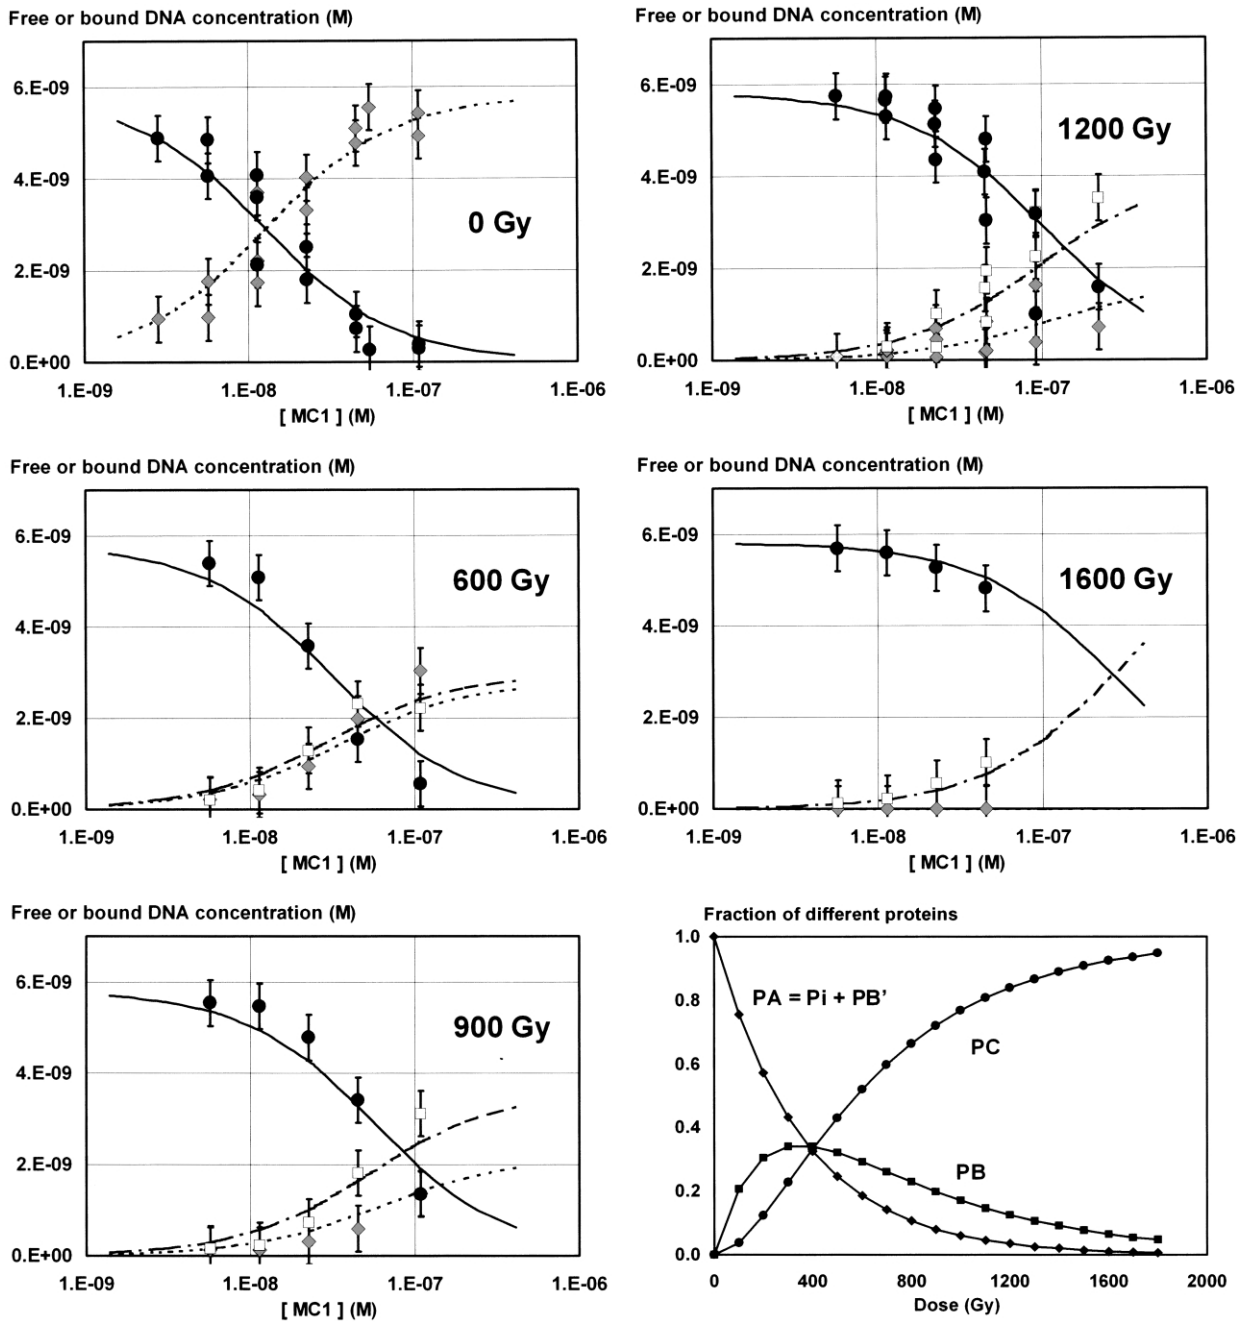 Free or bound DNA concentration (M)
6.E-09
4.E-09
2.E-09
0.E+00
0 Gy
1.E-09 1.E-08 1.E-07 1.E-06
[ MC1 ] (M)
Free or bound DNA concentration (M)
6.E-09
4.E-09
2.E-09
0.E+00
1200 Gy
1.E-09 1.E-08 1.E-07 1.E-06
[ MC1 ] (M)
Free or bound DNA concentration (M)
6.E-09
4.E-09
2.E-09
0.E+00
600 Gy
1.E-09 1.E-08 1.E-07 1.E-06
[ MC1 ] (M)
Free or bound DNA concentration (M)
6.E-09
4.E-09
2.E-09
0.E+00
1600 Gy
1.E-09 1.E-08 1.E-07 1.E-06
[ MC1 ] (M)
Free or bound DNA concentration (M)
6.E-09
4.E-09
2.E-09
0.E+00
900 Gy
1.E-09 1.E-08 1.E-07 1.E-06
[ MC1 ] (M)
Fraction of different proteins
1.0
0.8
0.6
0.4
0.2
0.0
PA = Pi + PB’
PC
PB
0 400 800 1200 1600 2000
Dose (Gy)